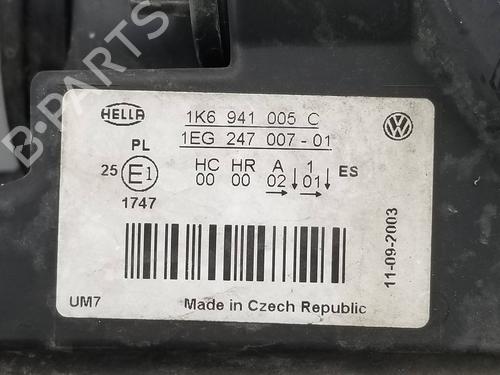 B-PARTS
HELLA 1K6 941 005 C
1EG 247 007-01
PL HC HR A 1 ES
25 E1 00 00 02 01
1747
UM7 Made in Czech Republic
11-09-2003